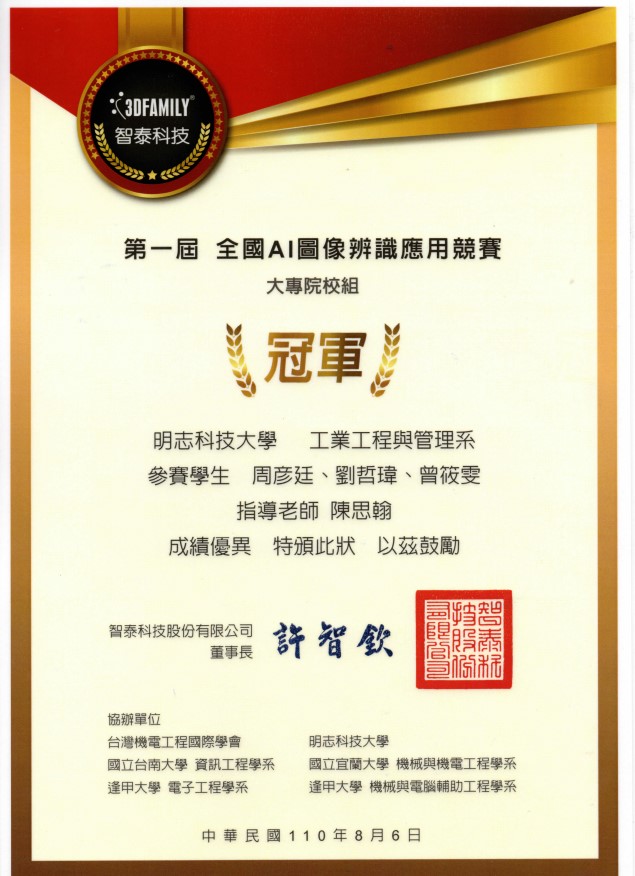 3DFAMILY®
智泰科技
第一屆 全國AI圖像辨識應用競賽
大專院校組
冠軍
明志科技大學 工業工程與管理系
參賽學生 周彥廷、劉哲瑋、曾筱雯
指導老師 陳思翰
成績優異 特頒此狀 以茲鼓勵
智泰科技股份有限公司
董事長
許智欽
智泰科技股份有限公司
協辦單位
台灣機電工程國際學會
明志科技大學
國立台南大學 資訊工程學系
國立宜蘭大學 機械與機電工程學系
逢甲大學 電子工程學系
逢甲大學 機械與電腦輔助工程學系
中華民國110年8月6日